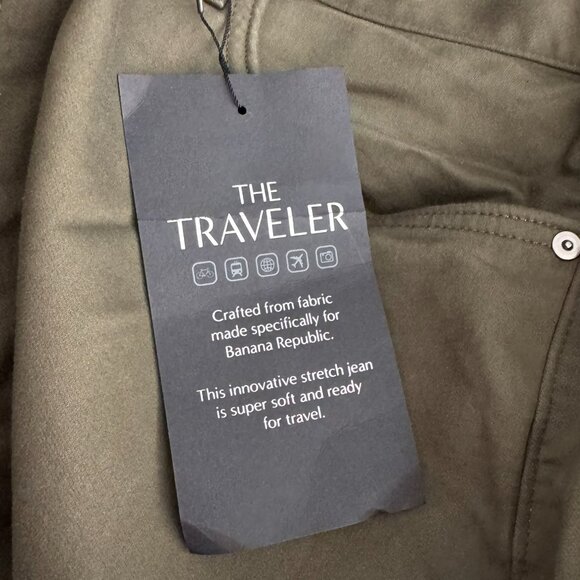 THE
TRAVELER
Crafted from fabric
made specifically for
Banana Republic.
This innovative stretch jean
is super soft and ready
for travel.